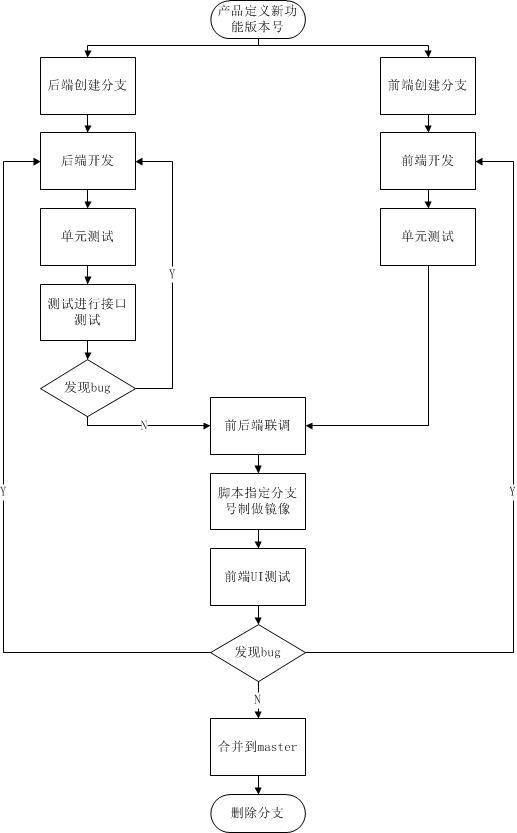 产品定义新功
能版本号
后端创建分支
前端创建分支
后端开发
前端开发
单元测试
单元测试
Y
测试进行接口
测试
发现bug
N
前后端联调
Y
Y
脚本指定分支
号制做镜像
前端UI测试
发现bug
N
合并到master
删除分支